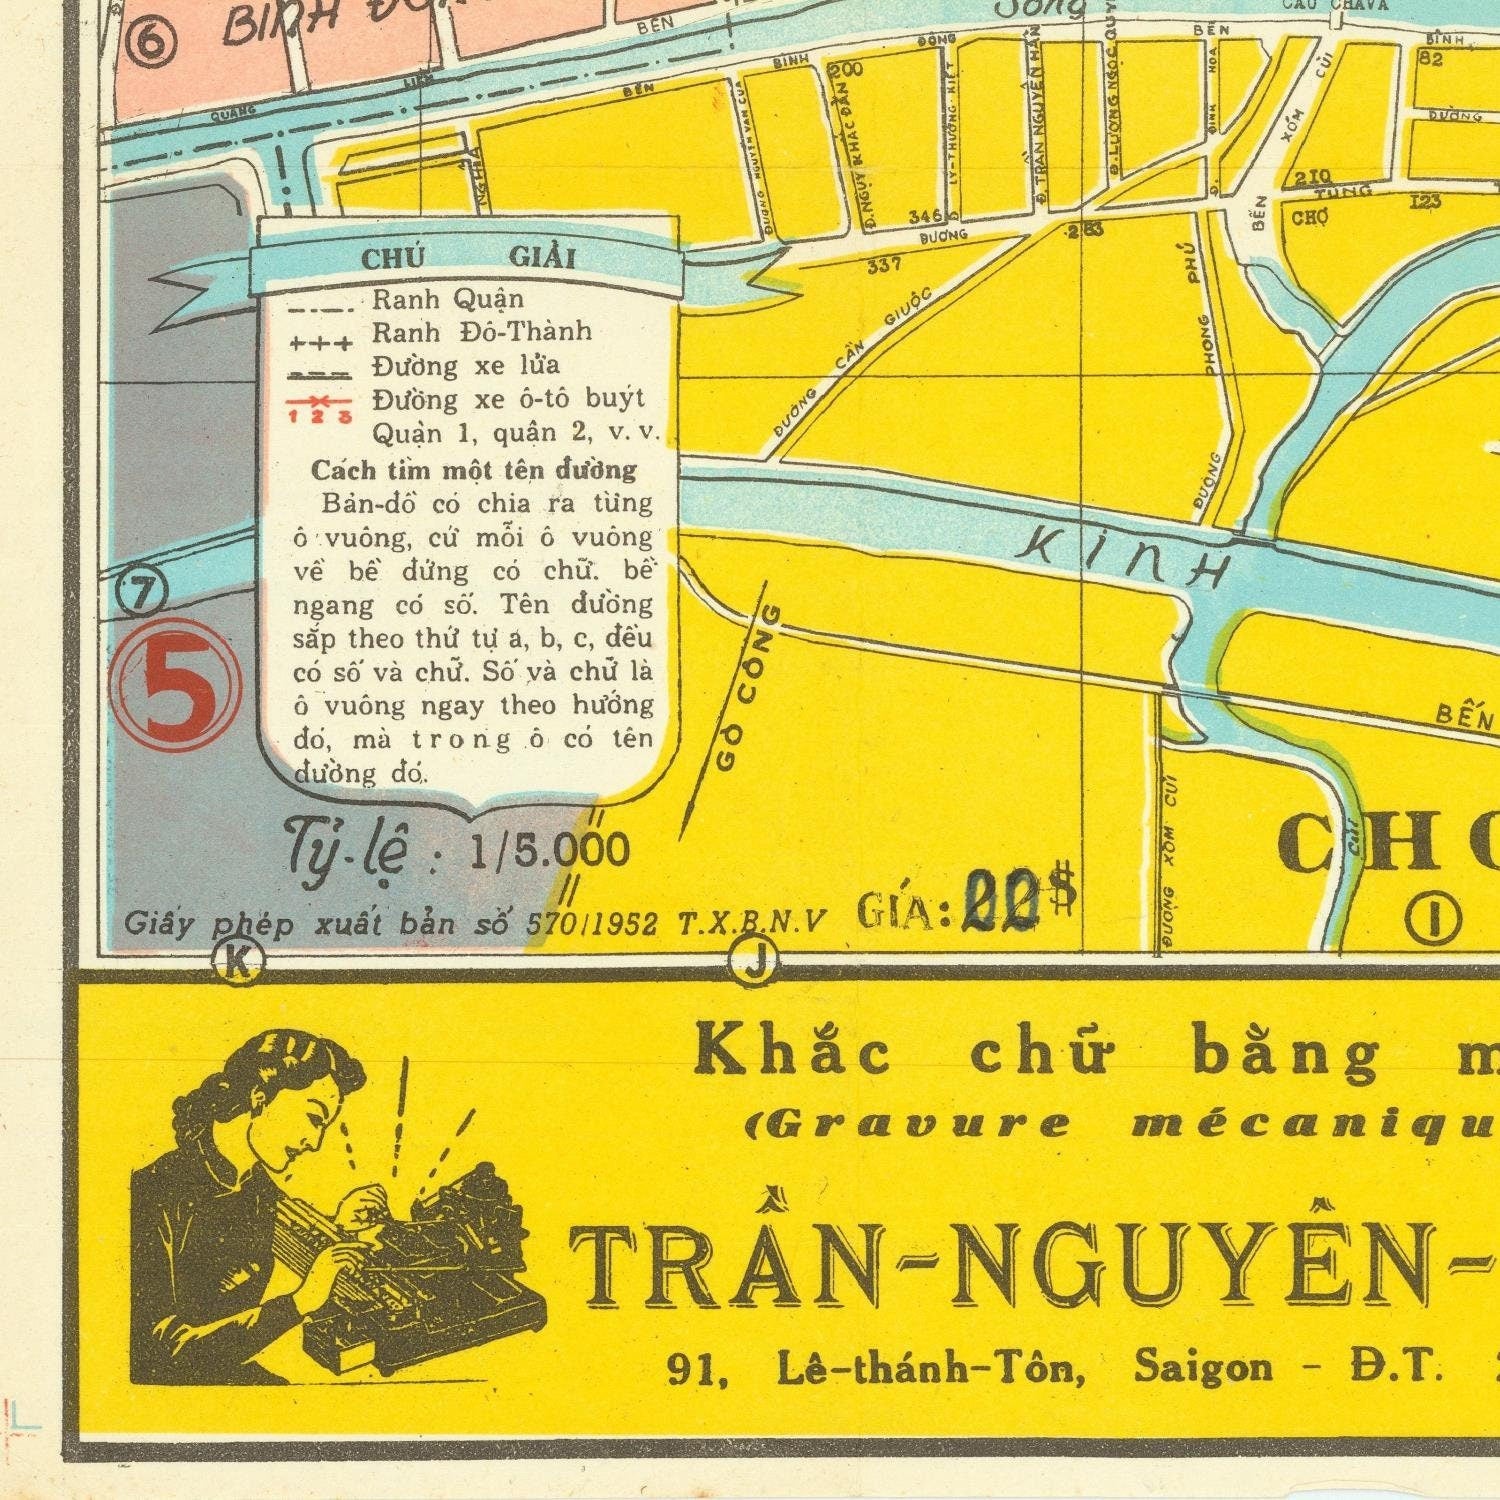 6
BÌNH
BẾN
Sông
CẦU CHAVA
QUẢNG
BẾN
BÌNH
ĐÔNG
BẾN
BÌNH
200
82
NGHĨA
ĐƯỜNG NGUYỄN VĂN CỦA
Đ.NGỤY KHẮC ĐẢN
LÝ-THƯỜNG KIỆT
Đ TRẦN NGUYÊN HÃN
Đ.LƯƠNG NGỌC QUY
ĐINH HOA
XÓM CỦI
ĐƯỜNG
210
TÙNG
123
CHỢ
BẾN
346
ĐƯỜNG
283
337
ĐƯỜNG CẦN GIUỘC
ĐƯỜNG PHONG PHÚ
CHÚ GIẢI
Ranh Quận
Ranh Đô-Thành
Đường xe lửa
Đường xe ô-tô buýt
1 2 3
Quận 1, quận 2, v.v.
Cách tìm một tên đường
Bản-đồ có chia ra từng
ô vuông, cứ mỗi ô vuông
về bề đứng có chữ. bề
ngang có số. Tên đường
sắp theo thứ tự a, b, c, đều
có số và chữ. Số và chữ là
ô vuông ngay theo hướng
đó, mà trong ô có tên
đường đó.
7
5
KINH
GÒ CÔNG
BẾN
ĐƯỜNG XÓM CỦI
CỦI
CHO
I
Tỷ-lệ : 1/5.000
Giấy phép xuất bản số 570/1952 T.X.B.N.V
GIÁ: 22$
K
J
Khắc chữ bằng m
(Gravure mécaniqu
TRẦN-NGUYÊN-
91, Lê-thánh-Tôn, Saigon - Đ.T.